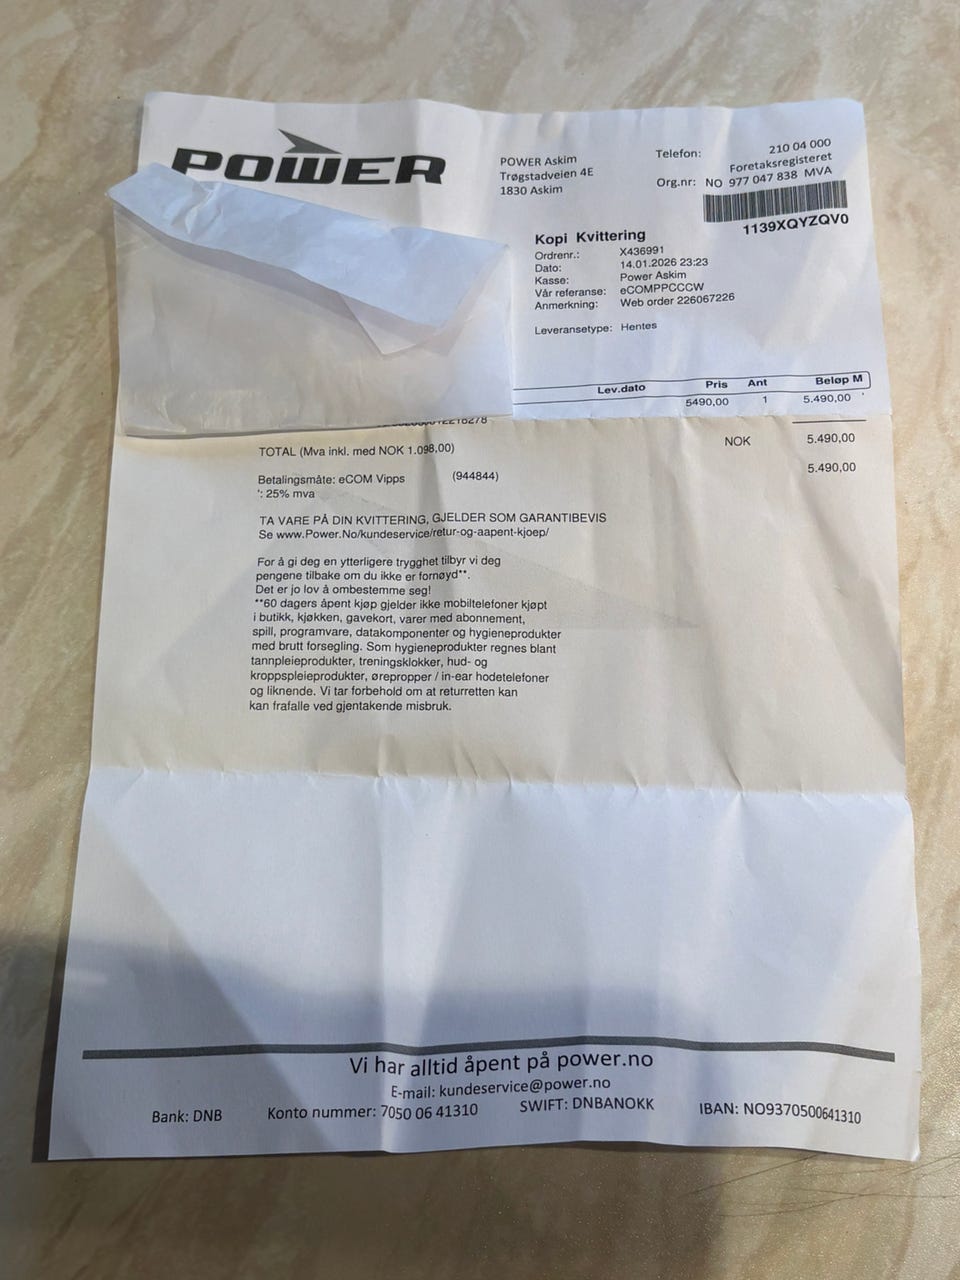 POWER
POWER Askim
Trøgstadveien 4E
1830 Askim
Telefon: 210 04 000
Foretaksregisteret
Org.nr: NO 977 047 838 MVA
1139XQYZQV0
Kopi Kvittering
Ordrenr.: X436991
Dato: 14.01.2026 23:23
Kasse: Power Askim
Vår referanse: eCOMPPCCCW
Anmerkning: Web order 226067226
Leveransetype: Hentes
Lev.dato Pris Ant Beløp M
5490,00 1 5.490,00 '
TOTAL (Mva inkl. med NOK 1.098,00) NOK 5.490,00
5.490,00
Betalingsmåte: eCOM Vipps (944844)
': 25% mva
TA VARE PÅ DIN KVITTERING, GJELDER SOM GARANTIBEVIS
Se www.Power.No/kundeservice/retur-og-aapent-kjoep/
For å gi deg en ytterligere trygghet tilbyr vi deg
pengene tilbake om du ikke er fornøyd**.
Det er jo lov å ombestemme seg!
**60 dagers åpent kjøp gjelder ikke mobiltelefoner kjøpt
i butikk, kjøkken, gavekort, varer med abonnement,
spill, programvare, datakomponenter og hygieneprodukter
med brutt forsegling. Som hygieneprodukter regnes blant
tannpleieprodukter, treningsklokker, hud- og
kroppspleieprodukter, ørepropper / in-ear hodetelefoner
og liknende. Vi tar forbehold om at returretten kan
kan frafalle ved gjentakende misbruk.
Vi har alltid åpent på power.no
E-mail: kundeservice@power.no
Bank: DNB Konto nummer: 7050 06 41310 SWIFT: DNBANOKK IBAN: NO9370500641310